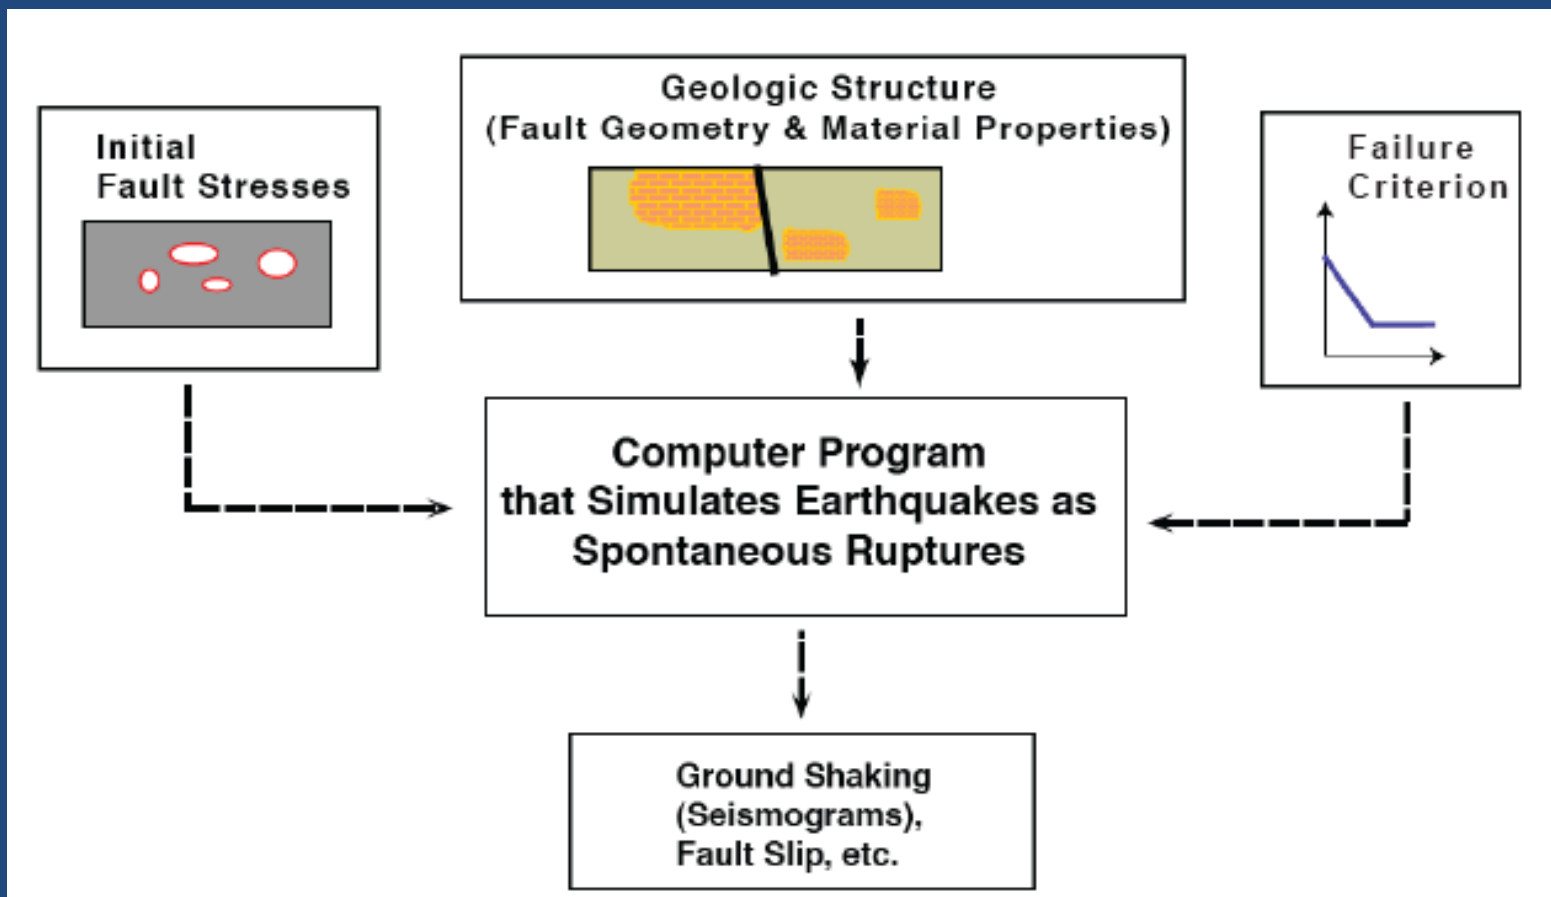 Geologic Structure
(Fault Geometry & Material Properties)
Initial
Fault Stresses
Failure
Criterion
Computer Program
that Simulates Earthquakes as
Spontaneous Ruptures
Ground Shaking
(Seismograms),
Fault Slip, etc.